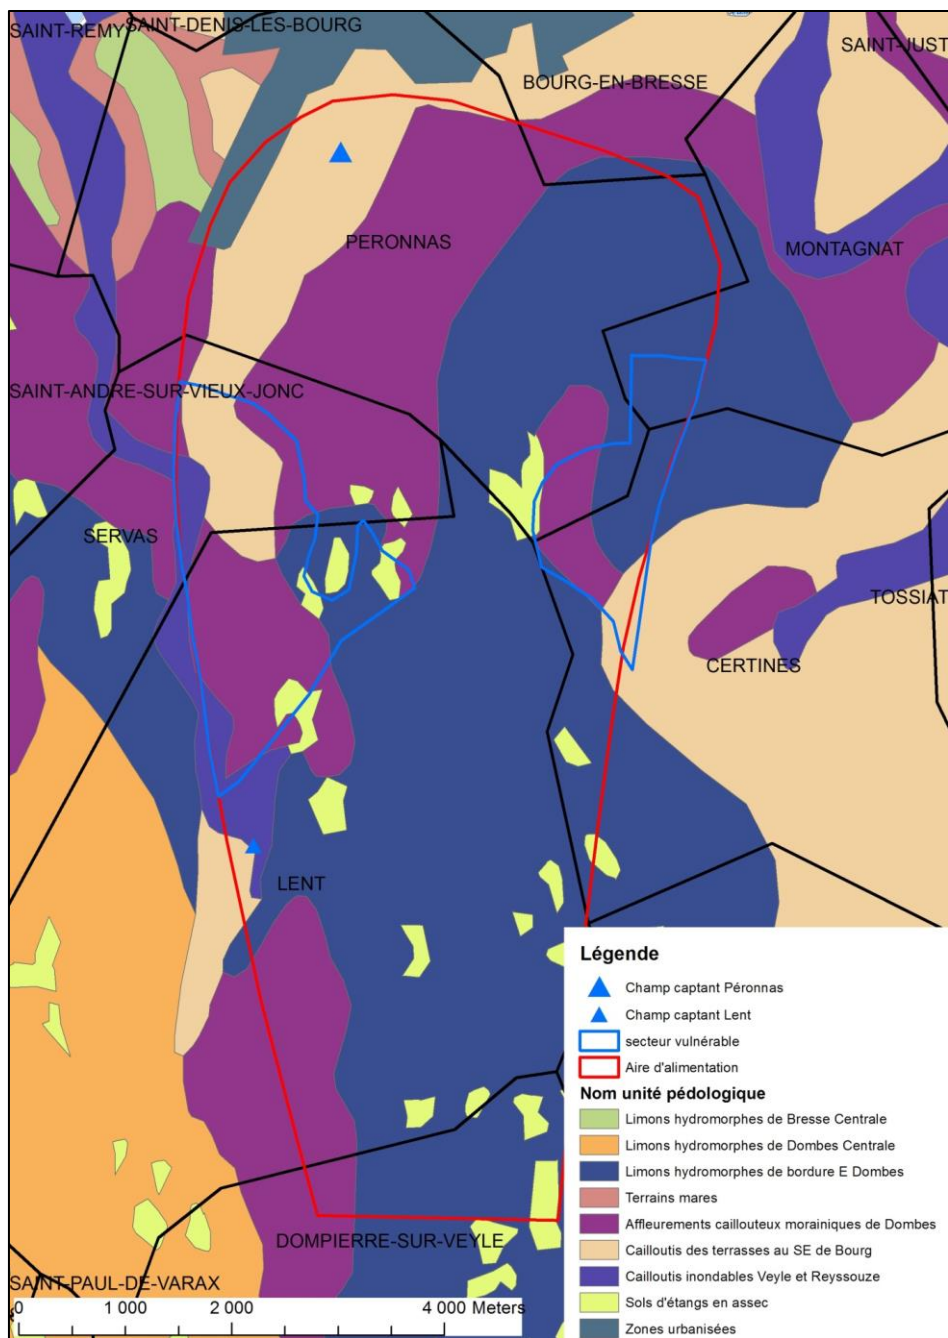 SAINT-REMY
SAINT-DENIS-LES-BOURG
SAINT-JUST
BOURG-EN-BRESSE
PERONNAS
MONTAGNAT
SAINT-ANDRE-SUR-VIEUX-JONC
SERVAS
TOSSIAT
CERTINES
LENT
DOMPIERRE-SUR-VEYLE
SAINT-PAUL-DE-VARAX
0 1 000 2 000 4 000 Meters
Légende
Champ captant Péronnas
Champ captant Lent
secteur vulnérable
Aire d'alimentation
Nom unité pédologique
Limons hydromorphes de Bresse Centrale
Limons hydromorphes de Dombes Centrale
Limons hydromorphes de bordure E Dombes
Terrains mares
Affleurements caillouteux morainiques de Dombes
Cailloutis des terrasses au SE de Bourg
Cailloutis inondables Veyle et Reyssouze
Sols d'étangs en assec
Zones urbanisées